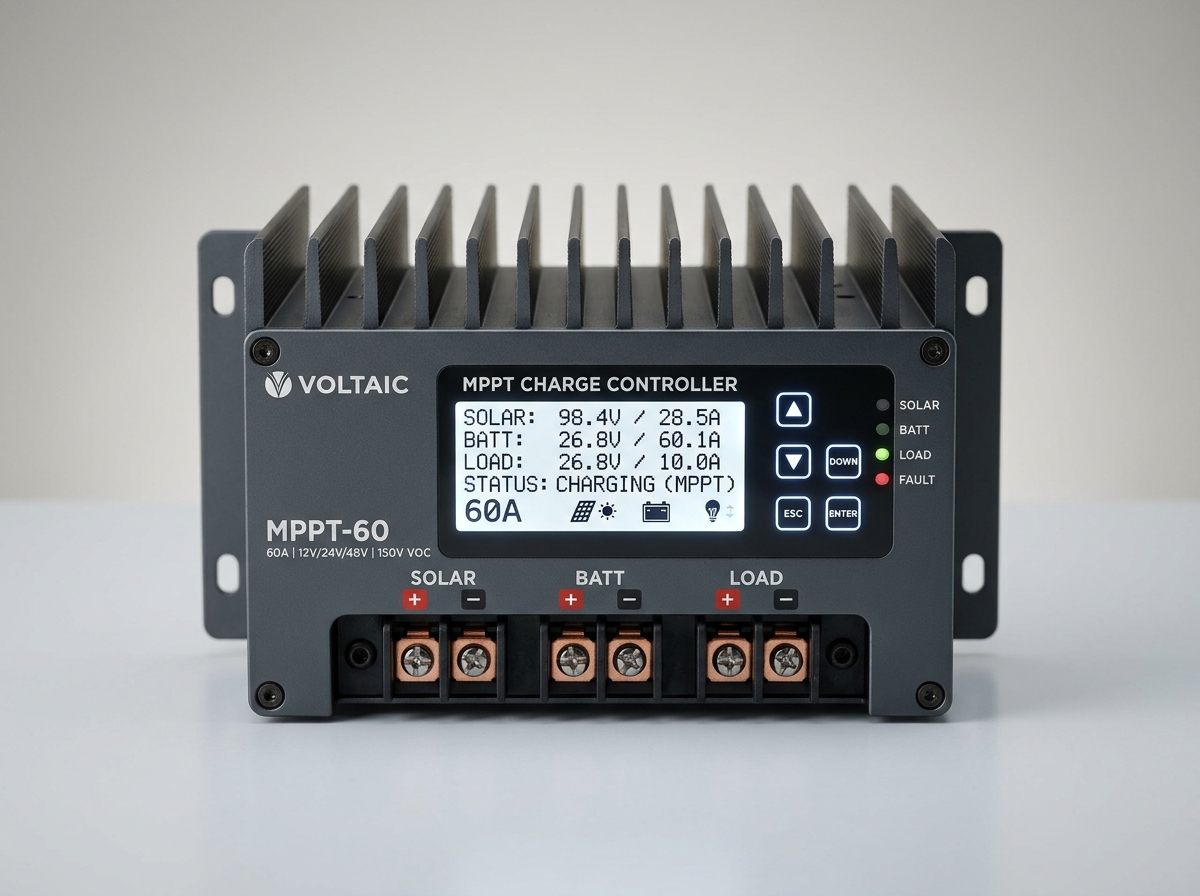 VOLTAIC
MPPT CHARGE CONTROLLER
SOLAR: 98.4V / 28.5A
BATT: 26.8V / 60.1A
LOAD: 26.8V / 10.0A
STATUS: CHARGING (MPPT)
60A
DOWN
ESC
ENTER
SOLAR
BATT
LOAD
FAULT
MPPT-60
60A | 12V/24V/48V | 150V VOC
SOLAR
BATT
LOAD
+ −
+ −
+ −